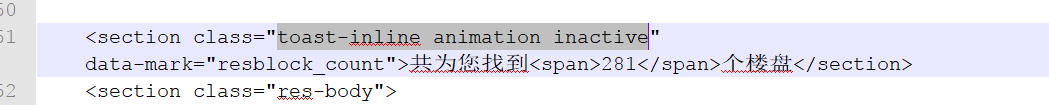 50
51 <section class="toast-inline animation inactive"
data-mark="resblock_count">共为您找到<span>281</span>个楼盘</section>
52 <section class="res-body">